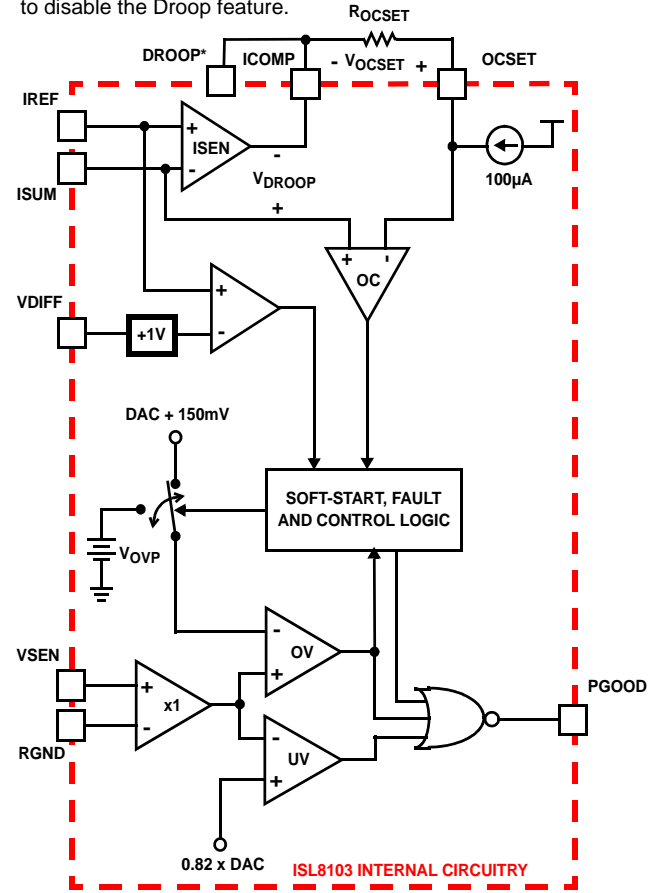 to disable the Droop feature.
ROCSET
DROOP*
ICOMP
- VOCSET +
OCSET
IREF
+
ISEN
-
ISUM
-
VDROOP
+
100µA
+ -
OC
VDIFF
+1V
+
-
DAC + 150mV
SOFT-START, FAULT
AND CONTROL LOGIC
VOVP
-
OV
+
VSEN
+
x1
-
RGND
-
UV
+
PGOOD
0.82 x DAC
ISL8103 INTERNAL CIRCUITRY